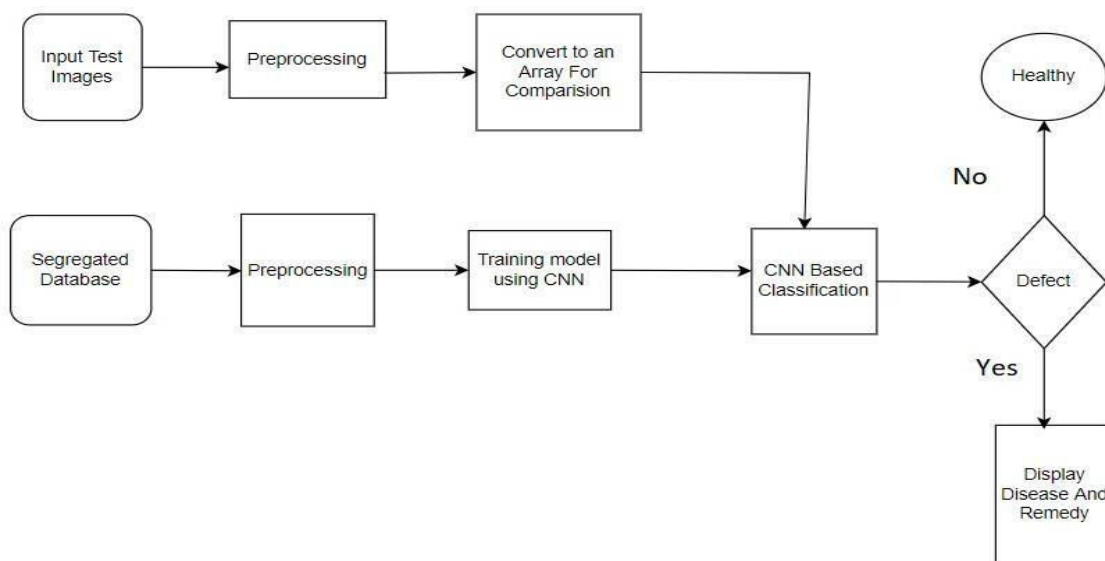 Input Test
Images
Preprocessing
Convert to an
Array For
Comparision
Healthy
No
Segregated
Database
Preprocessing
Training model
using CNN
CNN Based
Classification
Defect
Yes
Display
Disease And
Remedy